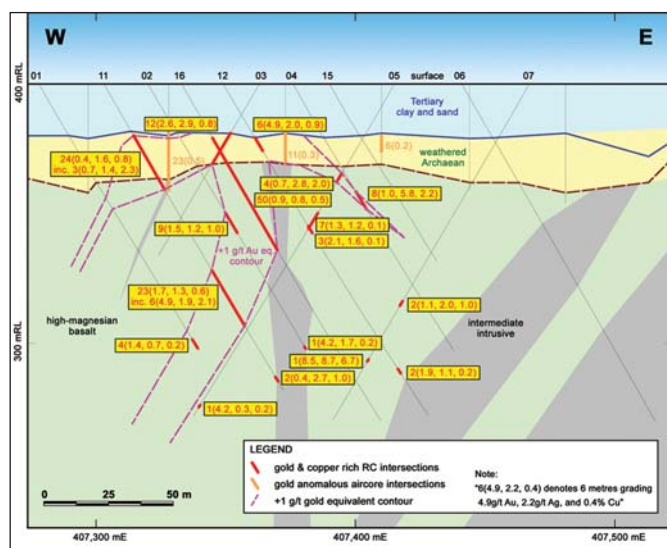 W
E
400 mRL
01 11 02 16 12 03 04 15 05 surface 06 07
Tertiary
clay and sand
12(2.6, 2.9, 0.8)
6(4.9, 2.0, 0.9)
6(0.2)
weathered
Archaean
24(0.4, 1.6, 0.8)
inc. 3(0.7, 1.4, 2.3)
23(0.5)
11(0.3)
4(0.7, 2.8, 2.0)
50(0.9, 0.8, 0.5)
8(1.0, 5.8, 2.2)
9(1.5, 1.2, 1.0)
7(1.3, 1.2, 0.1)
3(2.1, 1.6, 0.1)
+1 g/t Au eq
contour
23(1.7, 1.3, 0.6)
inc. 6(4.9, 1.9, 2.1)
2(1.1, 2.0, 1.0)
high-magnesian
basalt
intermediate
intrusive
300 mRL
4(1.4, 0.7, 0.2)
1(4.2, 1.7, 0.2)
1(8.5, 8.7, 6.7)
2(0.4, 2.7, 1.0)
2(1.9, 1.1, 0.2)
1(4.2, 0.3, 0.2)
LEGEND
gold & copper rich RC intersections
gold anomalous aircore intersections
+1 g/t gold equivalent contour
Note:
"6(4.9, 2.2, 0.4) denotes 6 metres grading
4.9g/t Au, 2.2g/t Ag, and 0.4% Cu"
0 25 50 m
407,300 mE
407,400 mE
407,500 mE